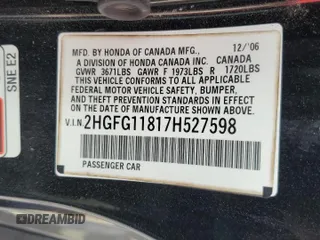 SNE E2
MFD. BY HONDA OF CANADA MFG., 12/'06
A DIVISION OF HONDA CANADA INC. CANADA
GVWR 3671LBS GAWR F 1973LBS R 1720LBS
THIS VEHICLE CONFORMS TO ALL APPLICABLE
FEDERAL MOTOR VEHICLE SAFETY, BUMPER,
AND THEFT PREVENTION STANDARDS IN EFFECT
ON THE DATE OF MANUFACTURE SHOWN ABOVE.
V.I.N. 2HGFG11817H527598
PASSENGER CAR
DREAMBID